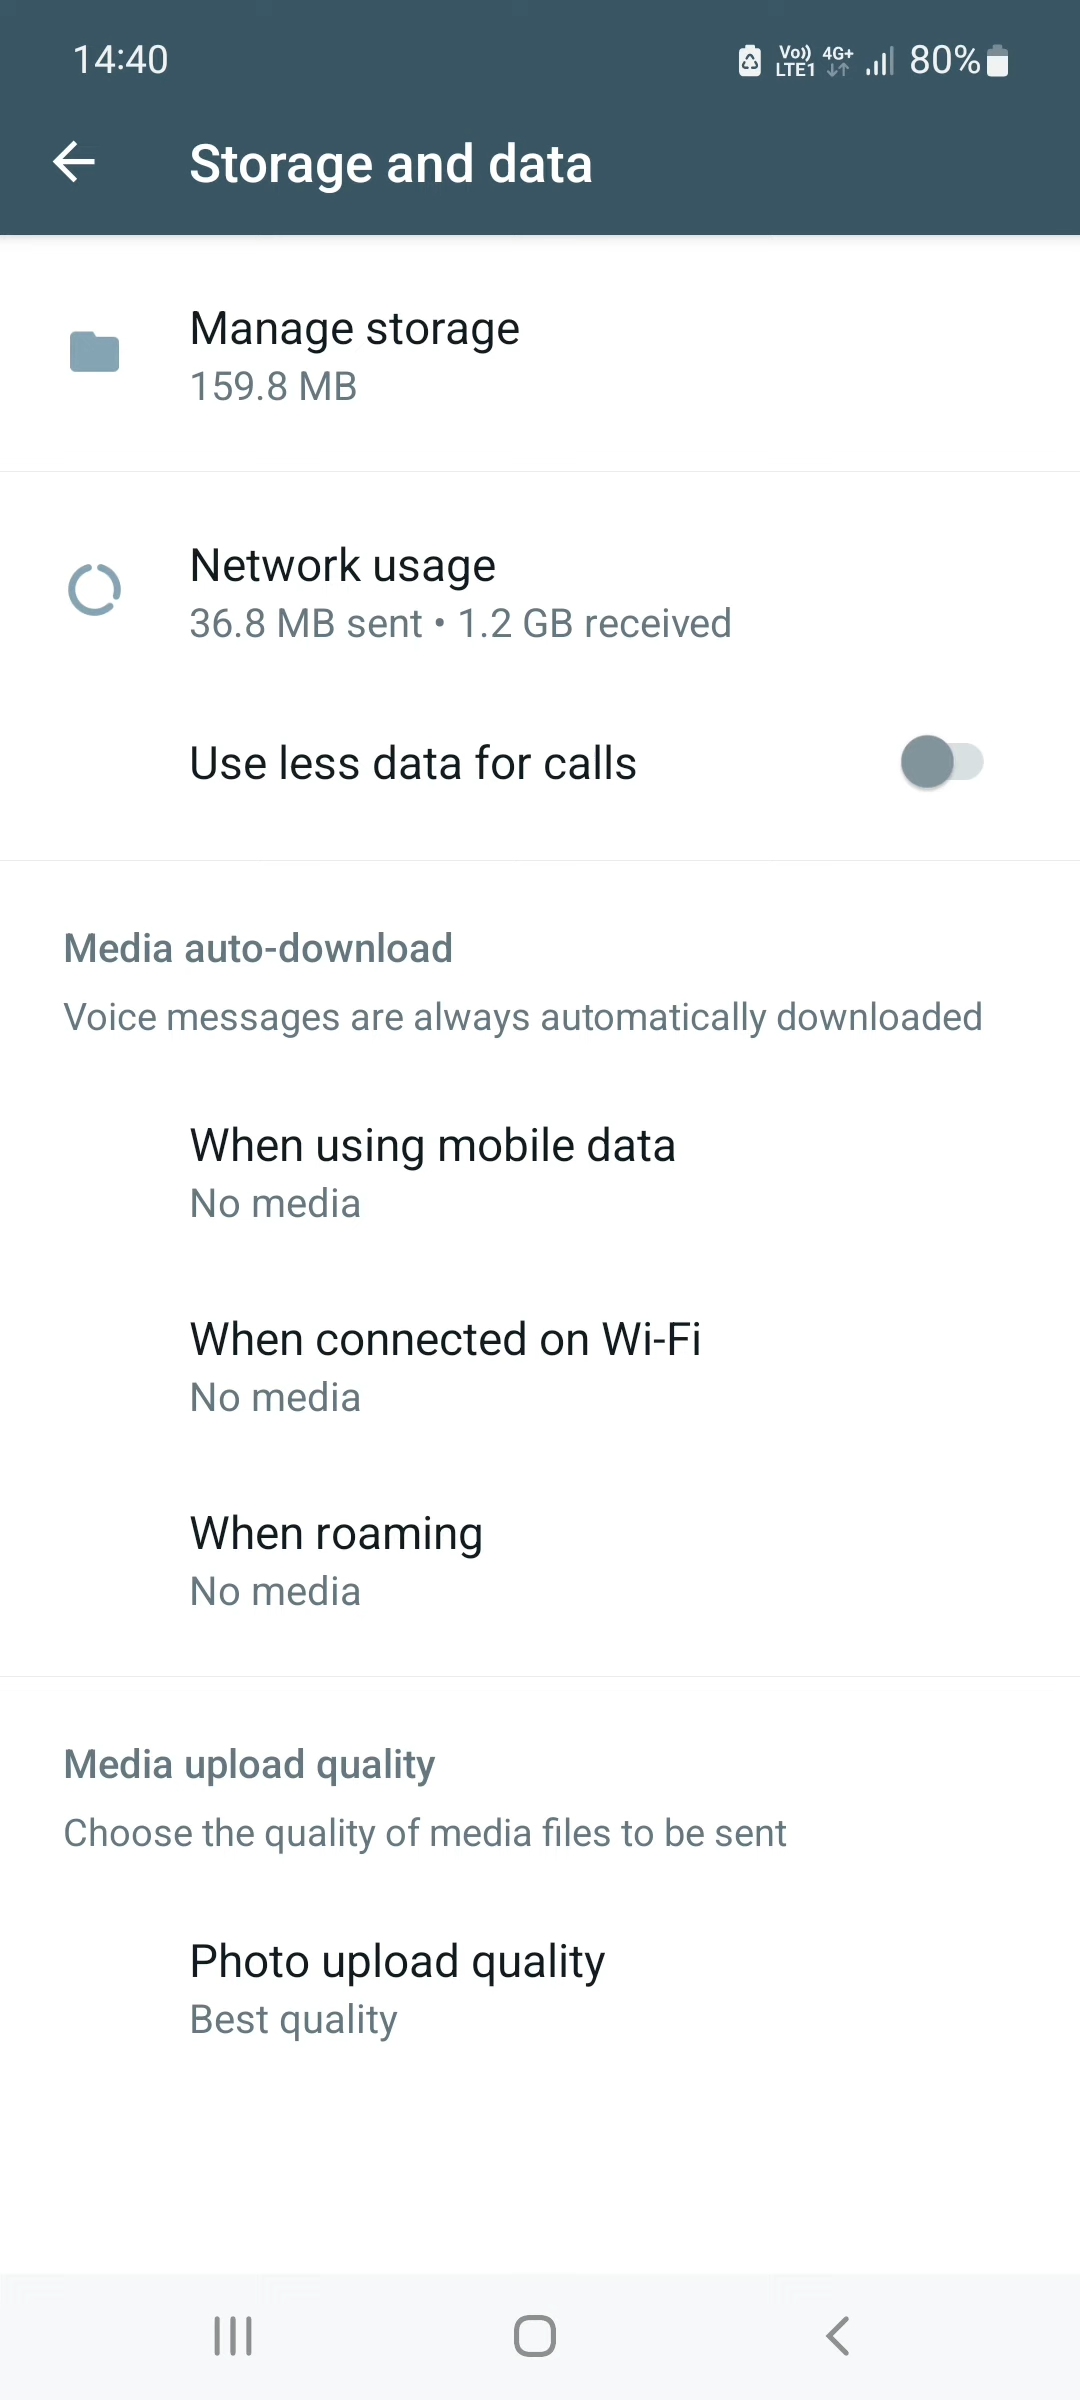 14:40
Vo)) LTE1 4G+ 80%
Storage and data
Manage storage
159.8 MB
Network usage
36.8 MB sent • 1.2 GB received
Use less data for calls
Media auto-download
Voice messages are always automatically downloaded
When using mobile data
No media
When connected on Wi-Fi
No media
When roaming
No media
Media upload quality
Choose the quality of media files to be sent
Photo upload quality
Best quality